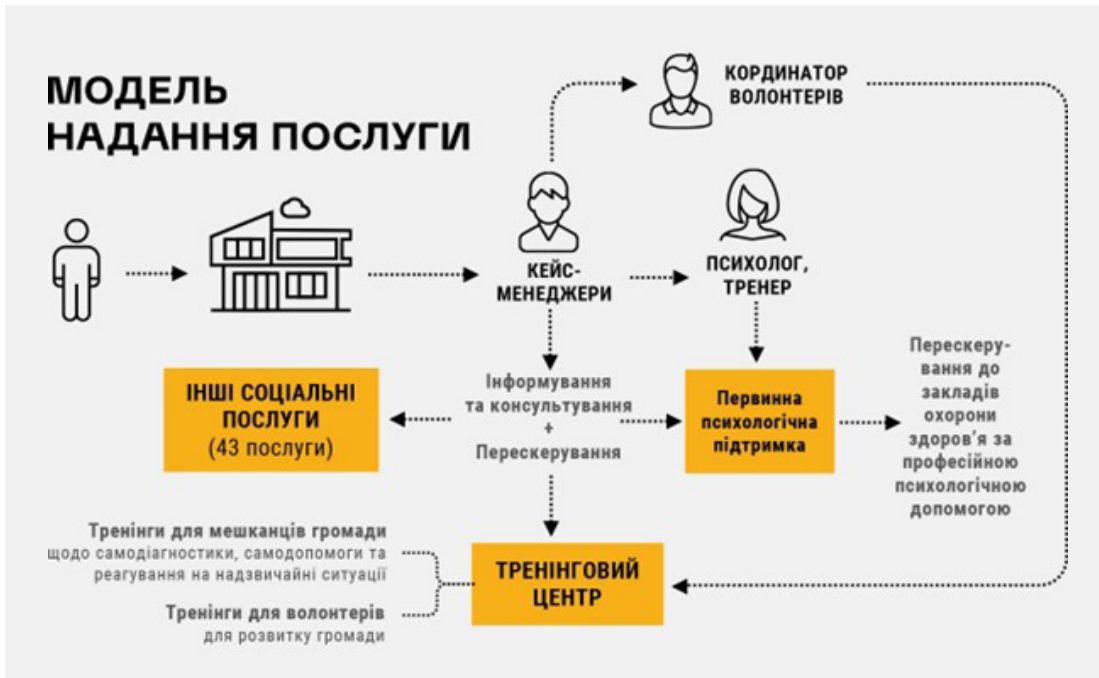 МОДЕЛЬ
НАДАННЯ ПОСЛУГИ
КОРДИНАТОР
ВОЛОНТЕРІВ
КЕЙС-
МЕНЕДЖЕРИ
ПСИХОЛОГ,
ТРЕНЕР
ІНШІ СОЦІАЛЬНІ
ПОСЛУГИ
(43 послуги)
Інформування
та консультування
+
Перескерування
Первинна
психологічна
підтримка
Перескеру-
вання до
закладів
охорони
здоров’я за
професійною
психологічною
допомогою
Тренінги для мешканців громади
щодо самодіагностики, самодопомоги та
реагування на надзвичайні ситуації
Тренінги для волонтерів
для розвитку громади
ТРЕНІНГОВИЙ
ЦЕНТР